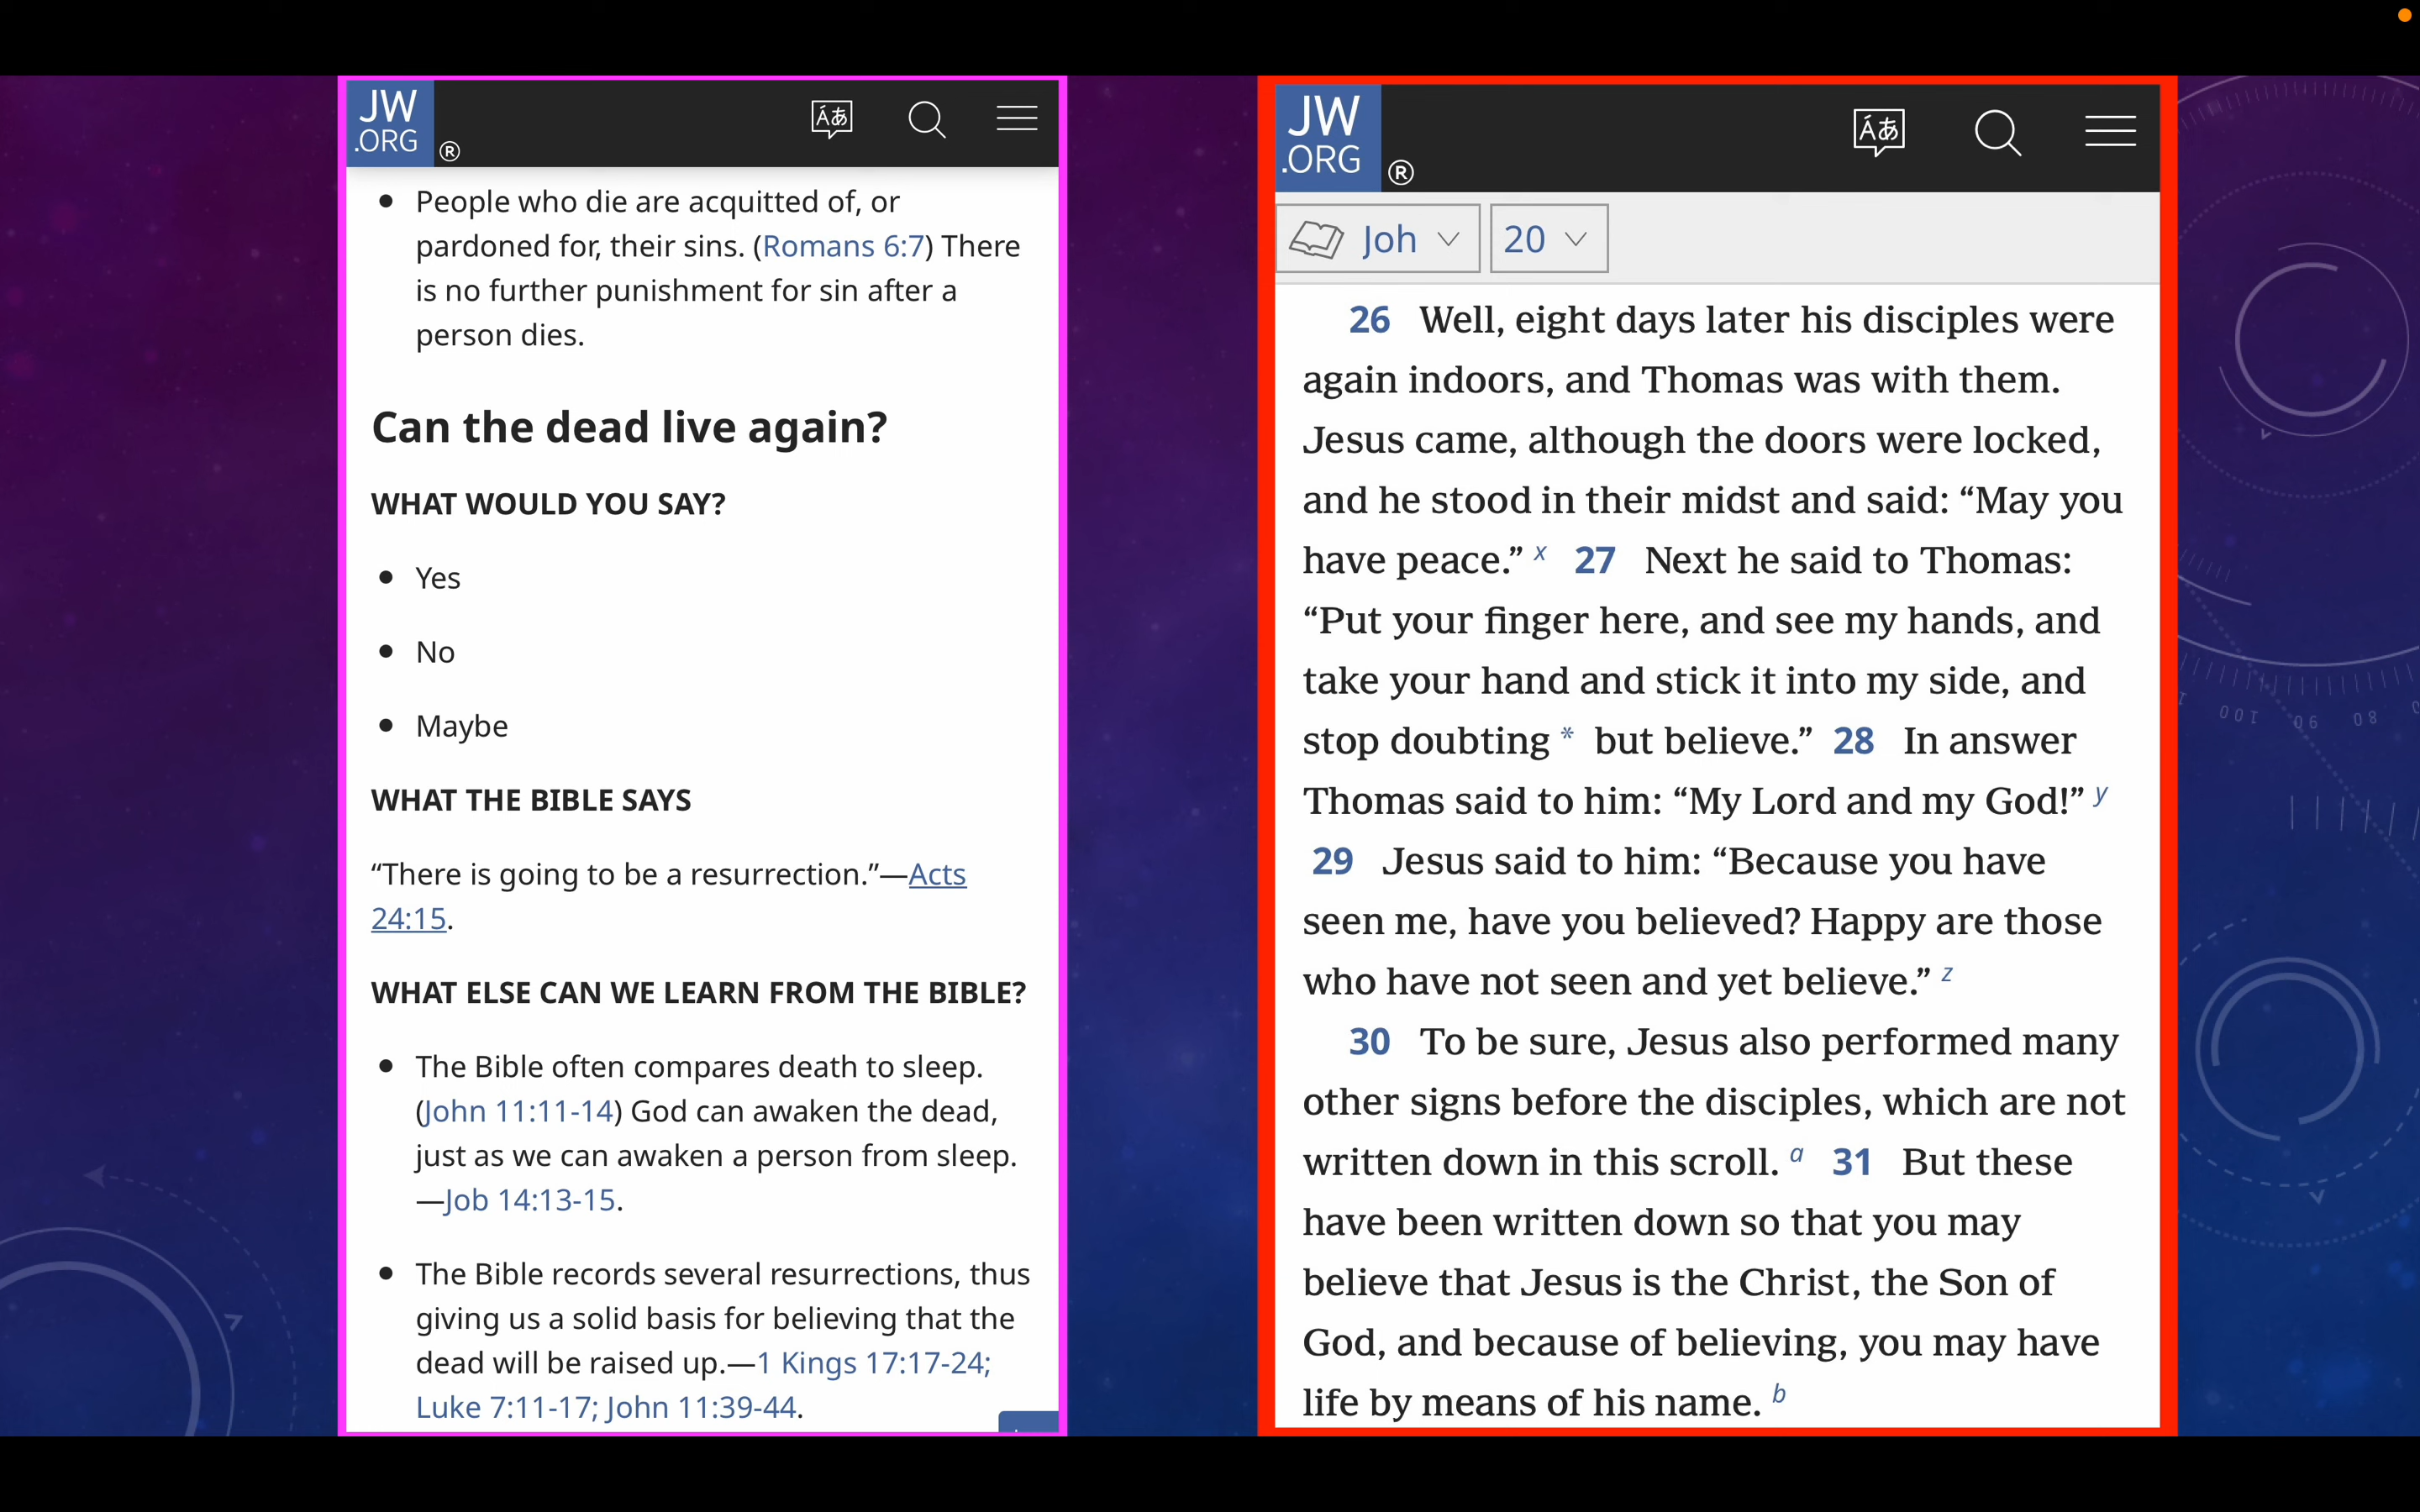 JW
.ORG
®
Áあ
• People who die are acquitted of, or
pardoned for, their sins. (Romans 6:7) There
is no further punishment for sin after a
person dies.
Can the dead live again?
WHAT WOULD YOU SAY?
• Yes
• No
• Maybe
WHAT THE BIBLE SAYS
“There is going to be a resurrection.”—Acts
24:15.
WHAT ELSE CAN WE LEARN FROM THE BIBLE?
• The Bible often compares death to sleep.
(John 11:11-14) God can awaken the dead,
just as we can awaken a person from sleep.
—Job 14:13-15.
• The Bible records several resurrections, thus
giving us a solid basis for believing that the
dead will be raised up.—1 Kings 17:17-24;
Luke 7:11-17; John 11:39-44.
JW
.ORG
®
Áあ
Joh 20
26 Well, eight days later his disciples were
again indoors, and Thomas was with them.
Jesus came, although the doors were locked,
and he stood in their midst and said: “May you
have peace.” x 27 Next he said to Thomas:
“Put your finger here, and see my hands, and
take your hand and stick it into my side, and
stop doubting * but believe.” 28 In answer
Thomas said to him: “My Lord and my God!” y
29 Jesus said to him: “Because you have
seen me, have you believed? Happy are those
who have not seen and yet believe.” z
30 To be sure, Jesus also performed many
other signs before the disciples, which are not
written down in this scroll. a 31 But these
have been written down so that you may
believe that Jesus is the Christ, the Son of
God, and because of believing, you may have
life by means of his name. b
100 90 80